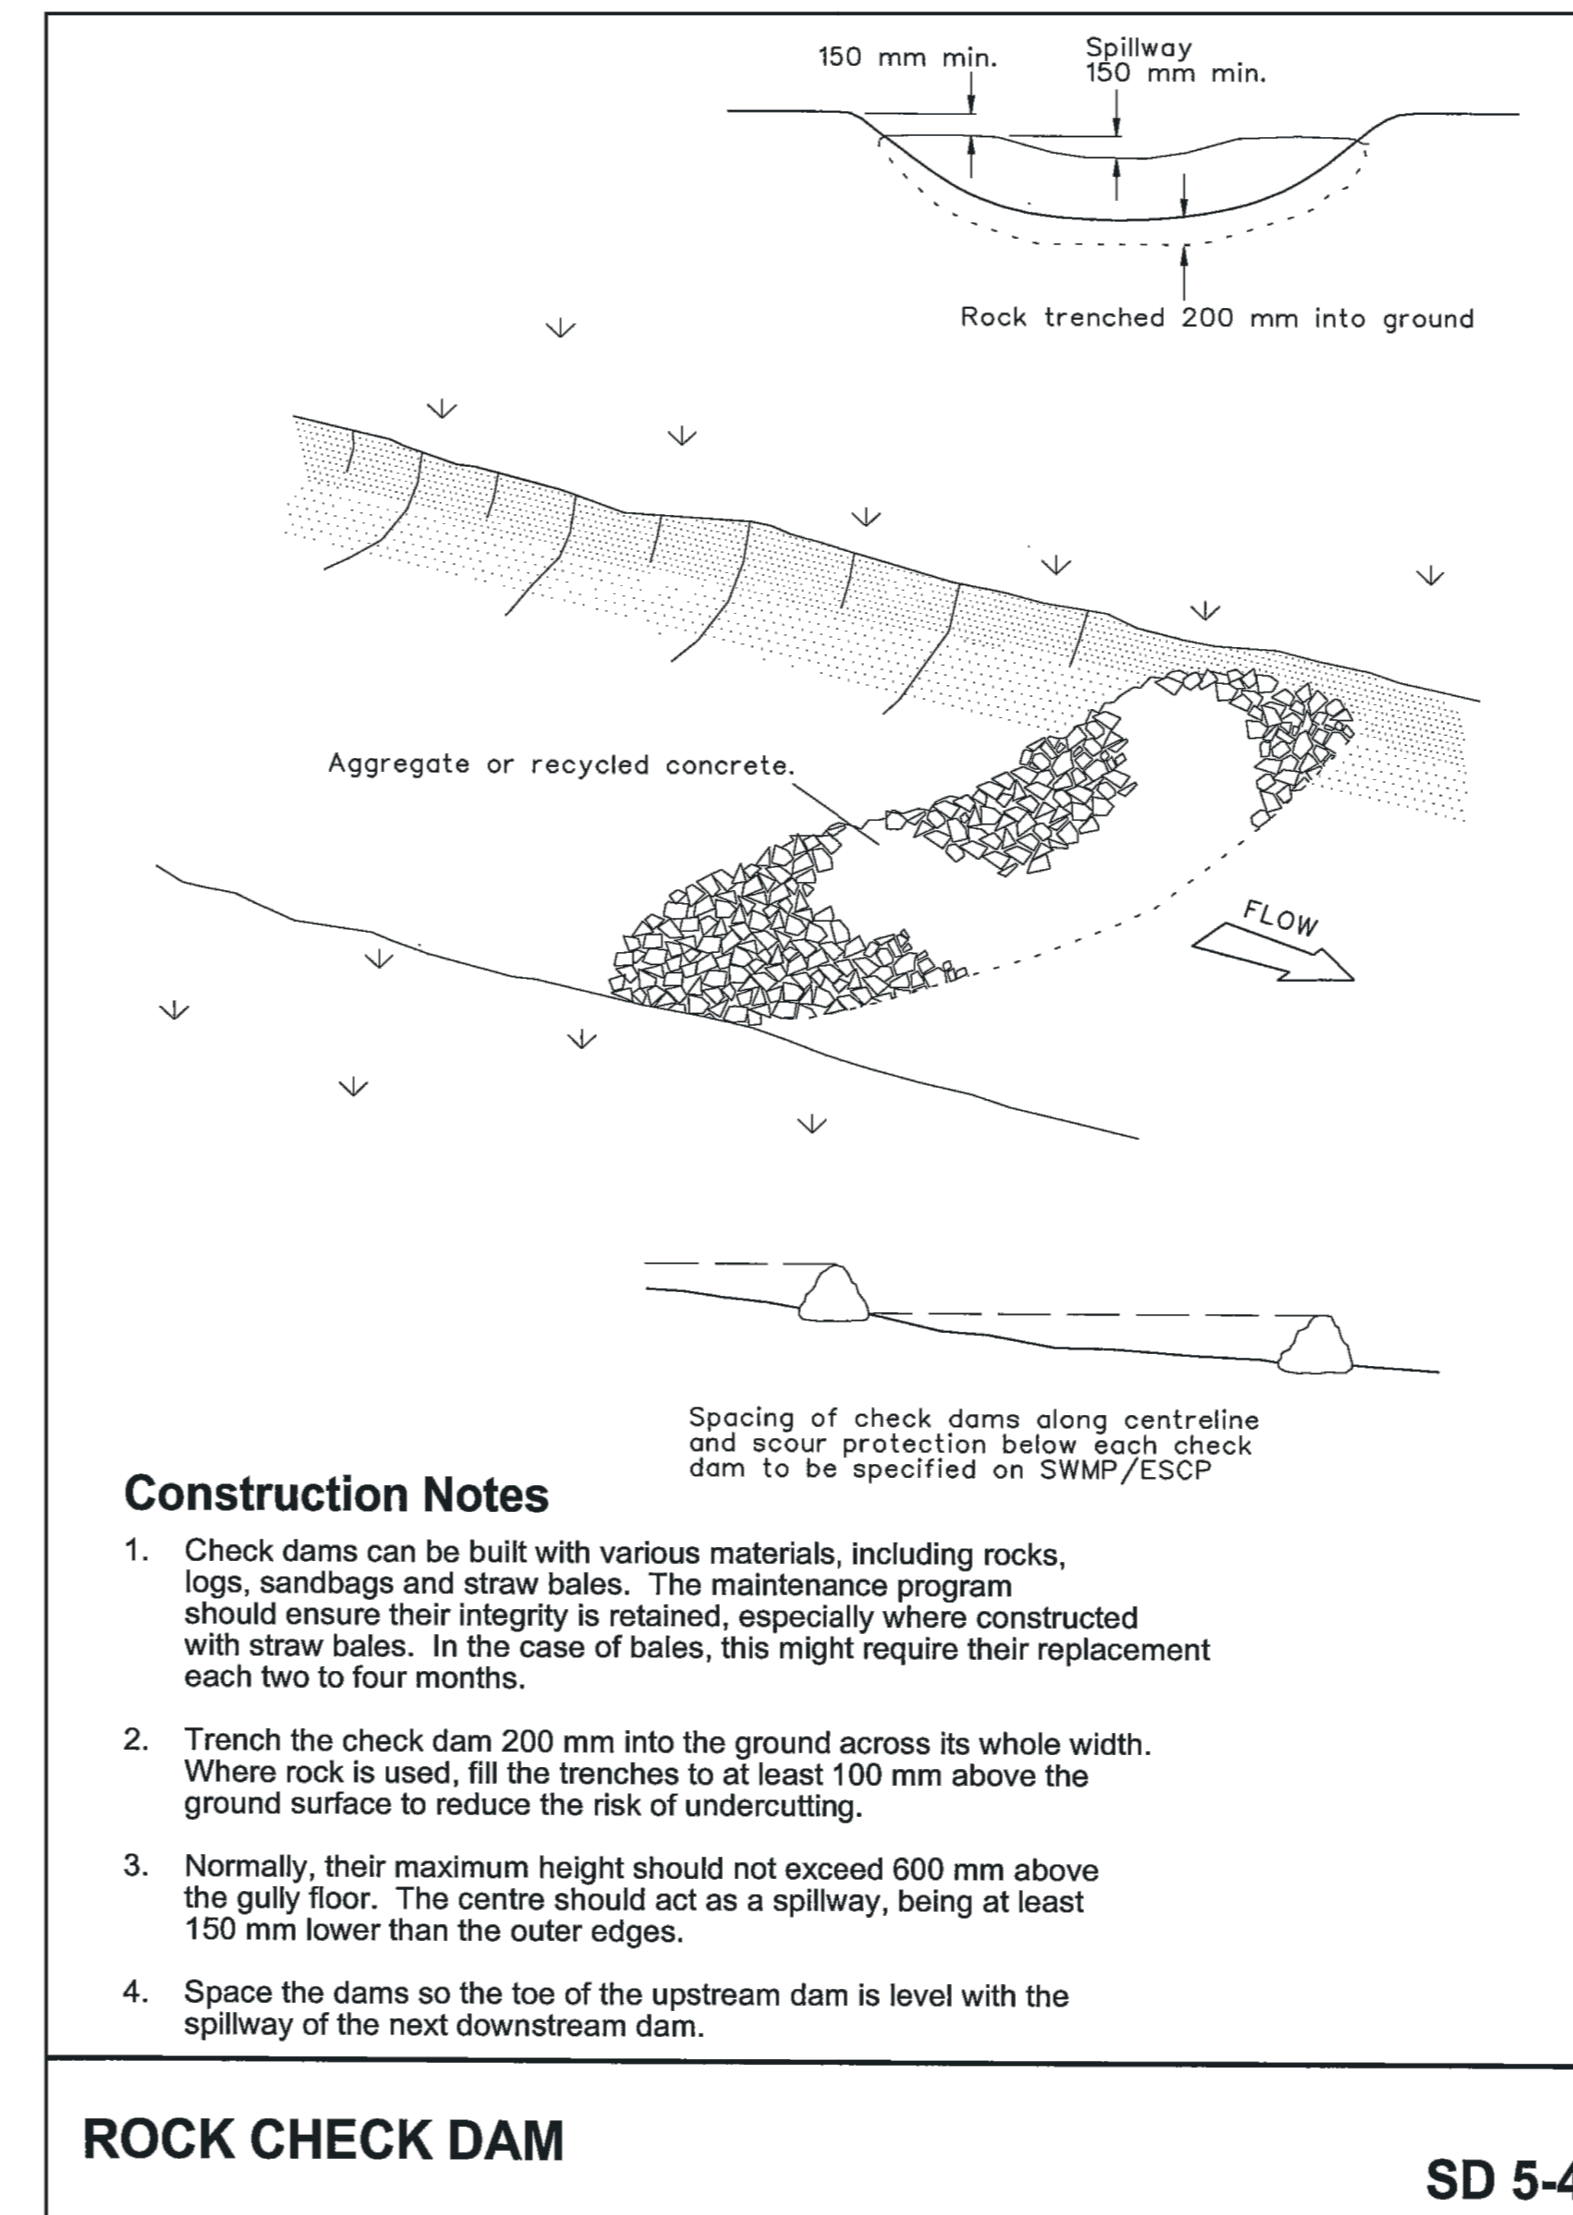 150 mm min.
Spillway
150 mm min.
Rock trenched 200 mm into ground
Aggregate or recycled concrete.
FLOW
Spacing of check dams along centreline
and scour protection below each check
dam to be specified on SWMP/ESCP
Construction Notes
1. Check dams can be built with various materials, including rocks,
logs, sandbags and straw bales. The maintenance program
should ensure their integrity is retained, especially where constructed
with straw bales. In the case of bales, this might require their replacement
each two to four months.
2. Trench the check dam 200 mm into the ground across its whole width.
Where rock is used, fill the trenches to at least 100 mm above the
ground surface to reduce the risk of undercutting.
3. Normally, their maximum height should not exceed 600 mm above
the gully floor. The centre should act as a spillway, being at least
150 mm lower than the outer edges.
4. Space the dams so the toe of the upstream dam is level with the
spillway of the next downstream dam.
ROCK CHECK DAM
SD 5-4